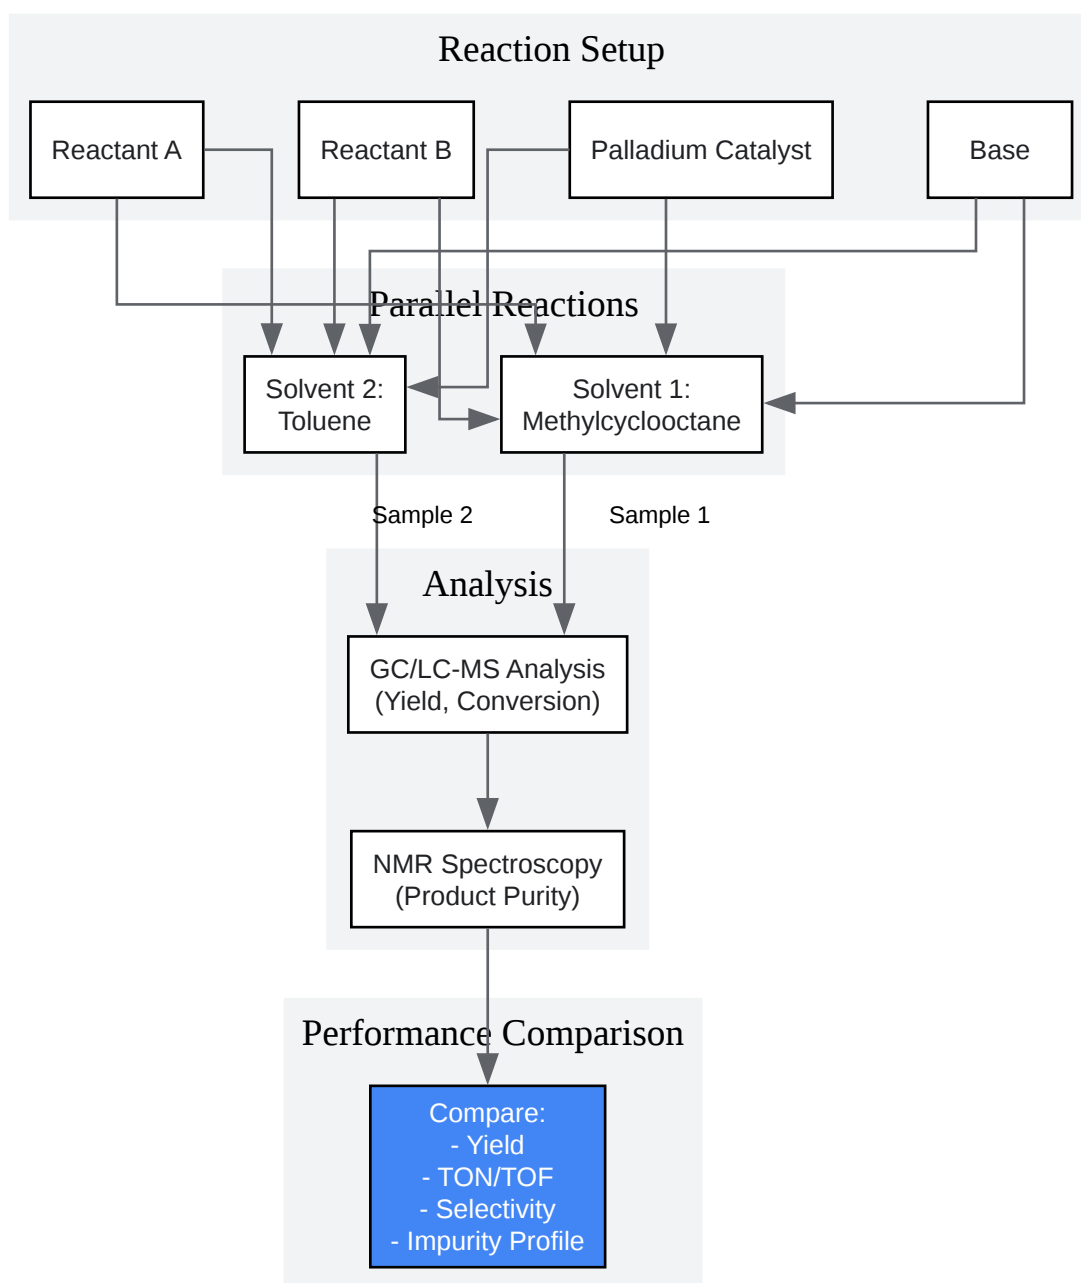 Reaction Setup
Reactant A
Reactant B
Palladium Catalyst
Base
Parallel Reactions
Solvent 2:
Toluene
Solvent 1:
Methylcyclooctane
Sample 2
Sample 1
Analysis
GC/LC-MS Analysis
(Yield, Conversion)
NMR Spectroscopy
(Product Purity)
Performance Comparison
Compare:
- Yield
- TON/TOF
- Selectivity
- Impurity Profile